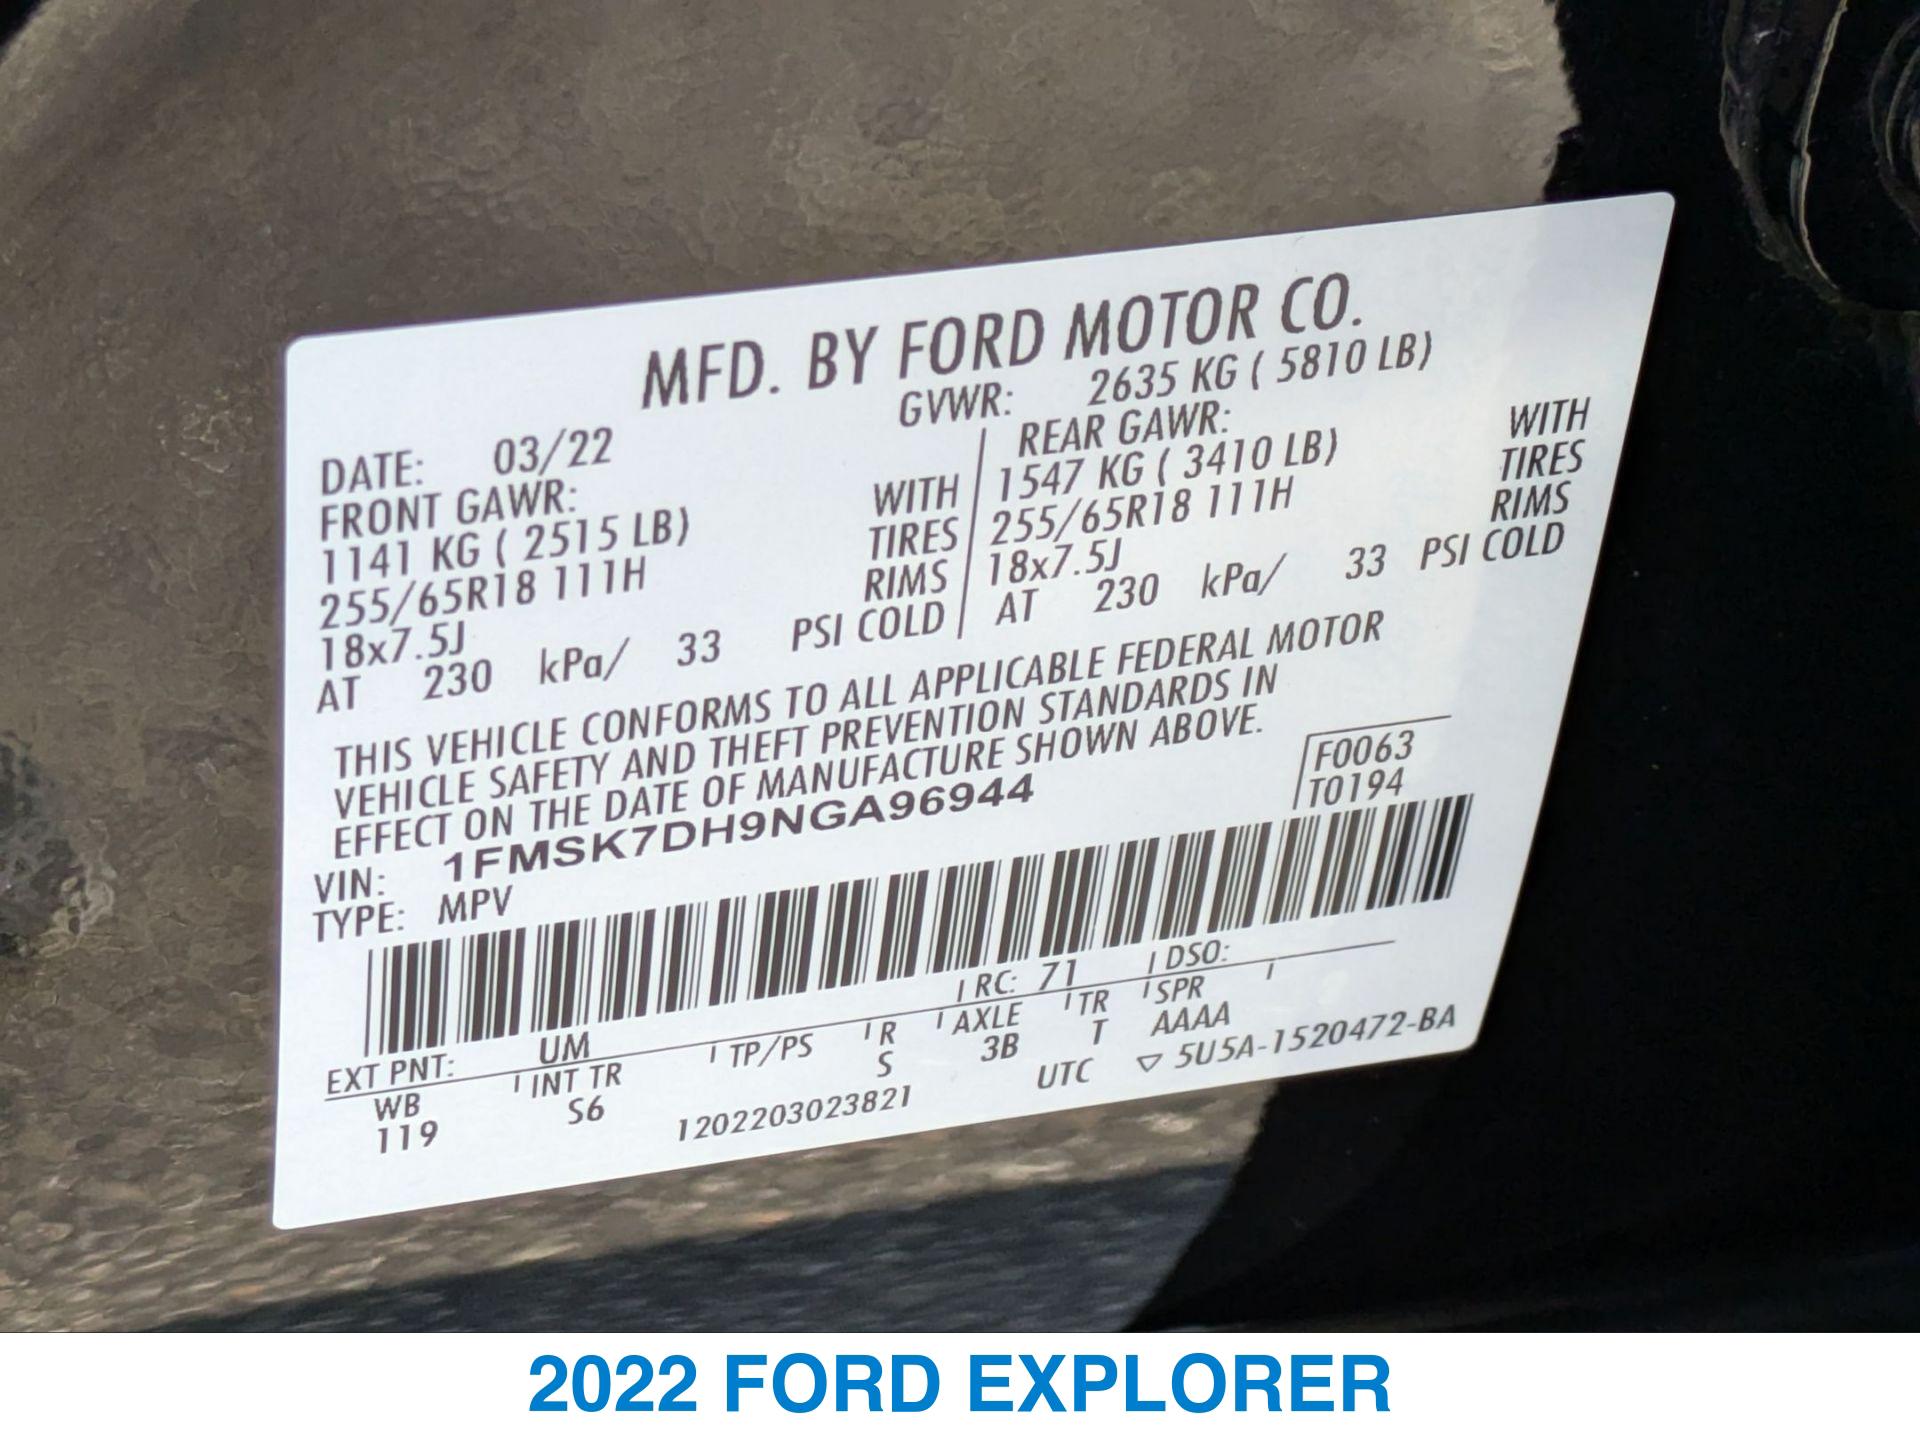 MFD. BY FORD MOTOR CO.
DATE: 03/22 GVWR: 2635 KG ( 5810 LB)
FRONT GAWR: REAR GAWR:
1141 KG ( 2515 LB) WITH 1547 KG ( 3410 LB) WITH
255/65R18 111H TIRES 255/65R18 111H TIRES
18x7.5J RIMS 18x7.5J RIMS
AT 230 kPa/ 33 PSI COLD AT 230 kPa/ 33 PSI COLD
THIS VEHICLE CONFORMS TO ALL APPLICABLE FEDERAL MOTOR
VEHICLE SAFETY AND THEFT PREVENTION STANDARDS IN
EFFECT ON THE DATE OF MANUFACTURE SHOWN ABOVE.
F0063
T0194
VIN: 1FMSK7DH9NGA96944
TYPE: MPV
EXT PNT: UM RC: 71 DSO:
WB INT TR TP/PS R AXLE TR SPR
119 S6 S 3B T AAAA
1202203023821 UTC ▽ 5U5A-1520472-BA
2022 FORD EXPLORER